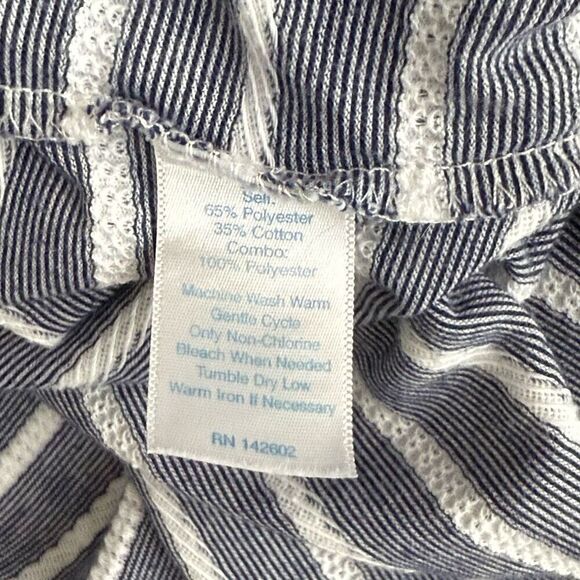 Self:
65% Polyester
35% Cotton
Combo:
100% Polyester
Machine Wash Warm
Gentle Cycle
Only Non-Chlorine
Bleach When Needed
Tumble Dry Low
Warm Iron If Necessary
RN 142602